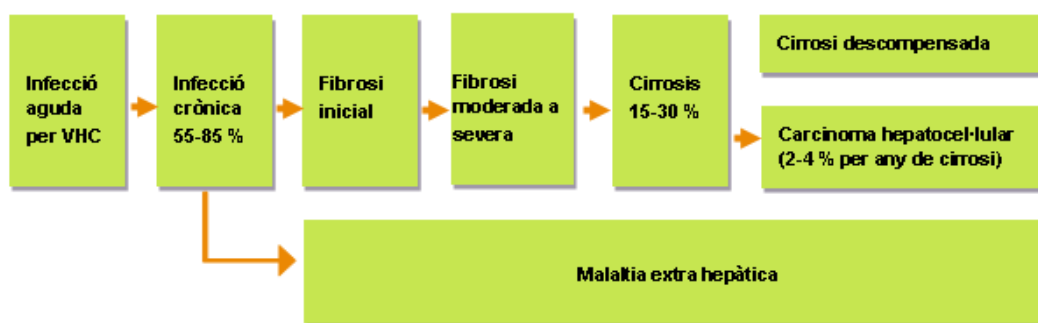 Infecció
aguda
per VHC
Infecció
crònica
55-85 %
Fibrosi
inicial
Fibrosi
moderada a
severa
Cirrosis
15-30 %
Cirrosi descompensada
Carcinoma hepatocel·lular
(2-4 % per any de cirrosi)
Malaltia extra hepàtica